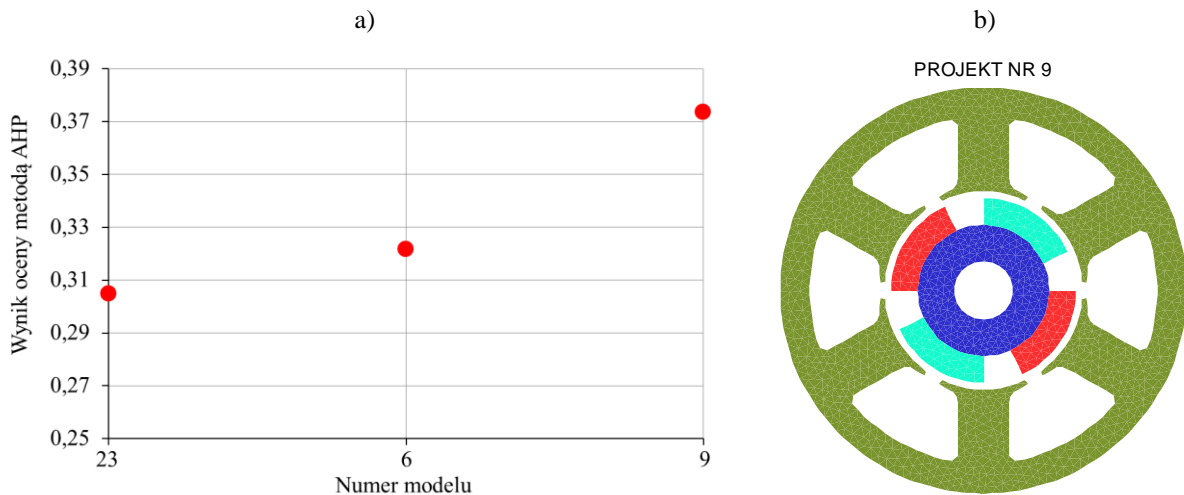 a)
b)
0,39
0,37
0,35
0,33
0,31
0,29
0,27
0,25
Wynik oceny metodą AHP
23
6
9
Numer modelu
PROJEKT NR 9